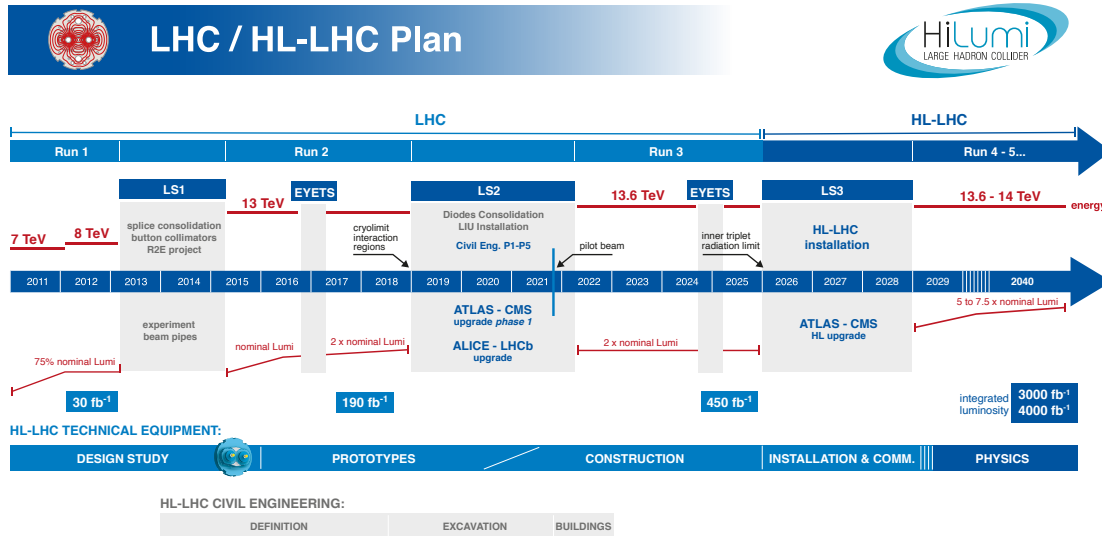 LHC / HL-LHC Plan
HiLumi
LARGE HADRON COLLIDER
LHC
HL-LHC
Run 1
Run 2
Run 3
Run 4 - 5...
LS1
EYETS
LS2
EYETS
LS3
13 TeV
13.6 TeV
13.6 - 14 TeV
energy
7 TeV
8 TeV
splice consolidation
button collimators
R2E project
cryolimit
interaction
regions
Diodes Consolidation
LIU Installation
Civil Eng. P1-P5
pilot beam
inner triplet
radiation limit
HL-LHC
installation
2011
2012
2013
2014
2015
2016
2017
2018
2019
2020
2021
2022
2023
2024
2025
2026
2027
2028
2029
2040
experiment
beam pipes
ATLAS - CMS
upgrade phase 1
ALICE - LHCb
upgrade
ATLAS - CMS
HL upgrade
5 to 7.5 x nominal Lumi
75% nominal Lumi
nominal Lumi
2 x nominal Lumi
2 x nominal Lumi
30 fb⁻¹
190 fb⁻¹
450 fb⁻¹
integrated
luminosity
3000 fb⁻¹
4000 fb⁻¹
HL-LHC TECHNICAL EQUIPMENT:
DESIGN STUDY
PROTOTYPES
CONSTRUCTION
INSTALLATION & COMM.
PHYSICS
HL-LHC CIVIL ENGINEERING:
DEFINITION
EXCAVATION
BUILDINGS